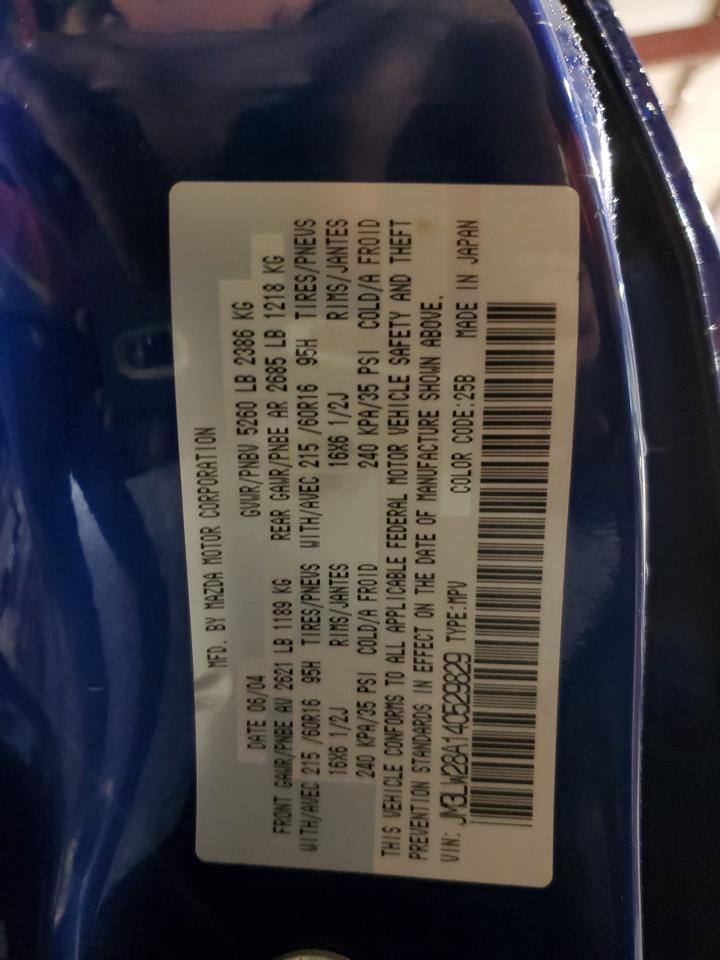 MFD. BY MAZDA MOTOR CORPORATION
DATE 06/04 GVWR/PNBV 5260 LB 2386 KG
FRONT GAWR/PNBE AV 2621 LB 1189 KG REAR GAWR/PNBE AR 2685 LB 1218 KG
WITH/AVEC 215 /60R16 95H TIRES/PNEUS WITH/AVEC 215 /60R16 95H TIRES/PNEUS
16X6 1/2J RIMS/JANTES 16X6 1/2J RIMS/JANTES
240 KPA/35 PSI COLD/A FROID 240 KPA/35 PSI COLD/A FROID
THIS VEHICLE CONFORMS TO ALL APPLICABLE FEDERAL MOTOR VEHICLE SAFETY AND THEFT
PREVENTION STANDARDS IN EFFECT ON THE DATE OF MANUFACTURE SHOWN ABOVE.
VIN: JM3LW28A140529829 TYPE:MPV COLOR CODE:25B MADE IN JAPAN